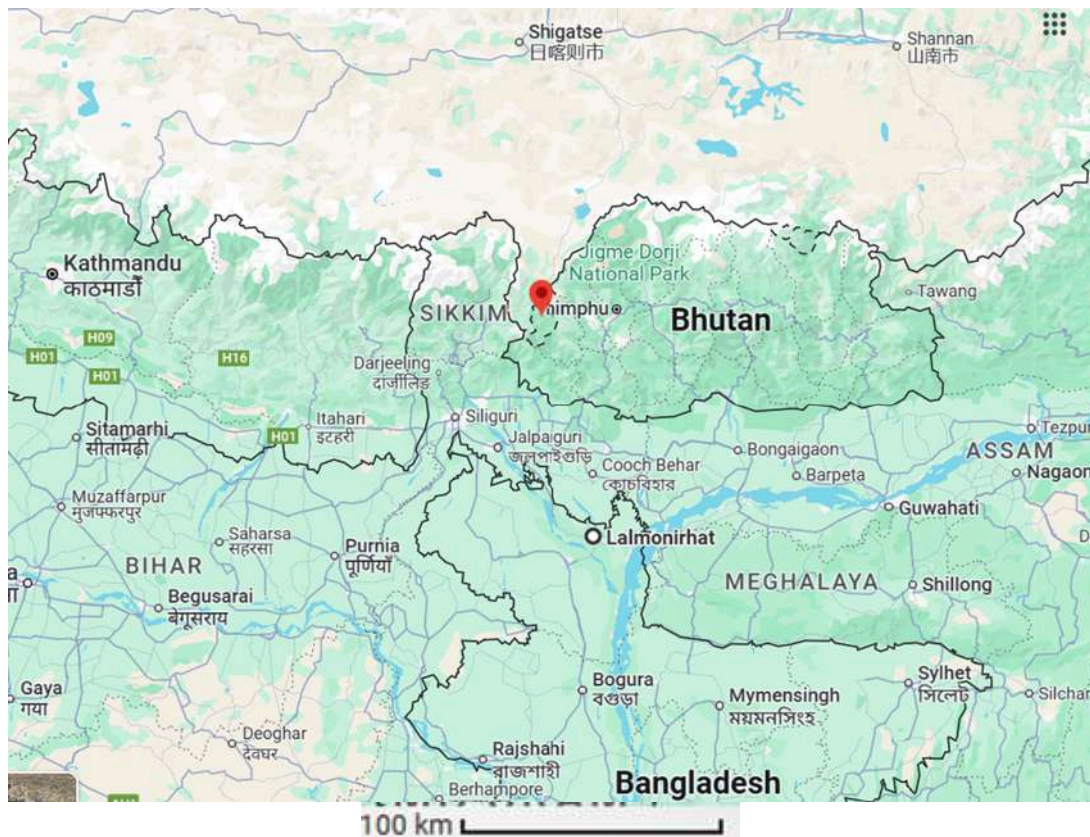 Shigatse
日喀则市
Shannan
山南市
Kathmandu
काठमाडौँ
Jigme Dorji
National Park
SIKKIM
himphu
Bhutan
Tawang
H09
H01
H16
H01
Darjeeling
दार्जीलिङ
Itahari
इटहरी
H01
Siliguri
Sitamarhi
सीतामढ़ी
Jalpaiguri
জলপাইগুড়ি
Cooch Behar
কোচবিহার
Bongaigaon
Barpeta
Tezpur
ASSAM
Nagaon
Muzaffarpur
मुजफ्फरपुर
Guwahati
Saharsa
सहरसा
Purnia
पूर्णियाँ
Lalmonirhat
BIHAR
MEGHALAYA
Shillong
Begusarai
बेगूसराय
Gaya
गया
Bogura
বগুড়া
Mymensingh
ময়মনসিংহ
Sylhet
সিলেট
Silchar
Deoghar
देवघर
Rajshahi
রাজশাহী
Berhampore
Bangladesh
100 km